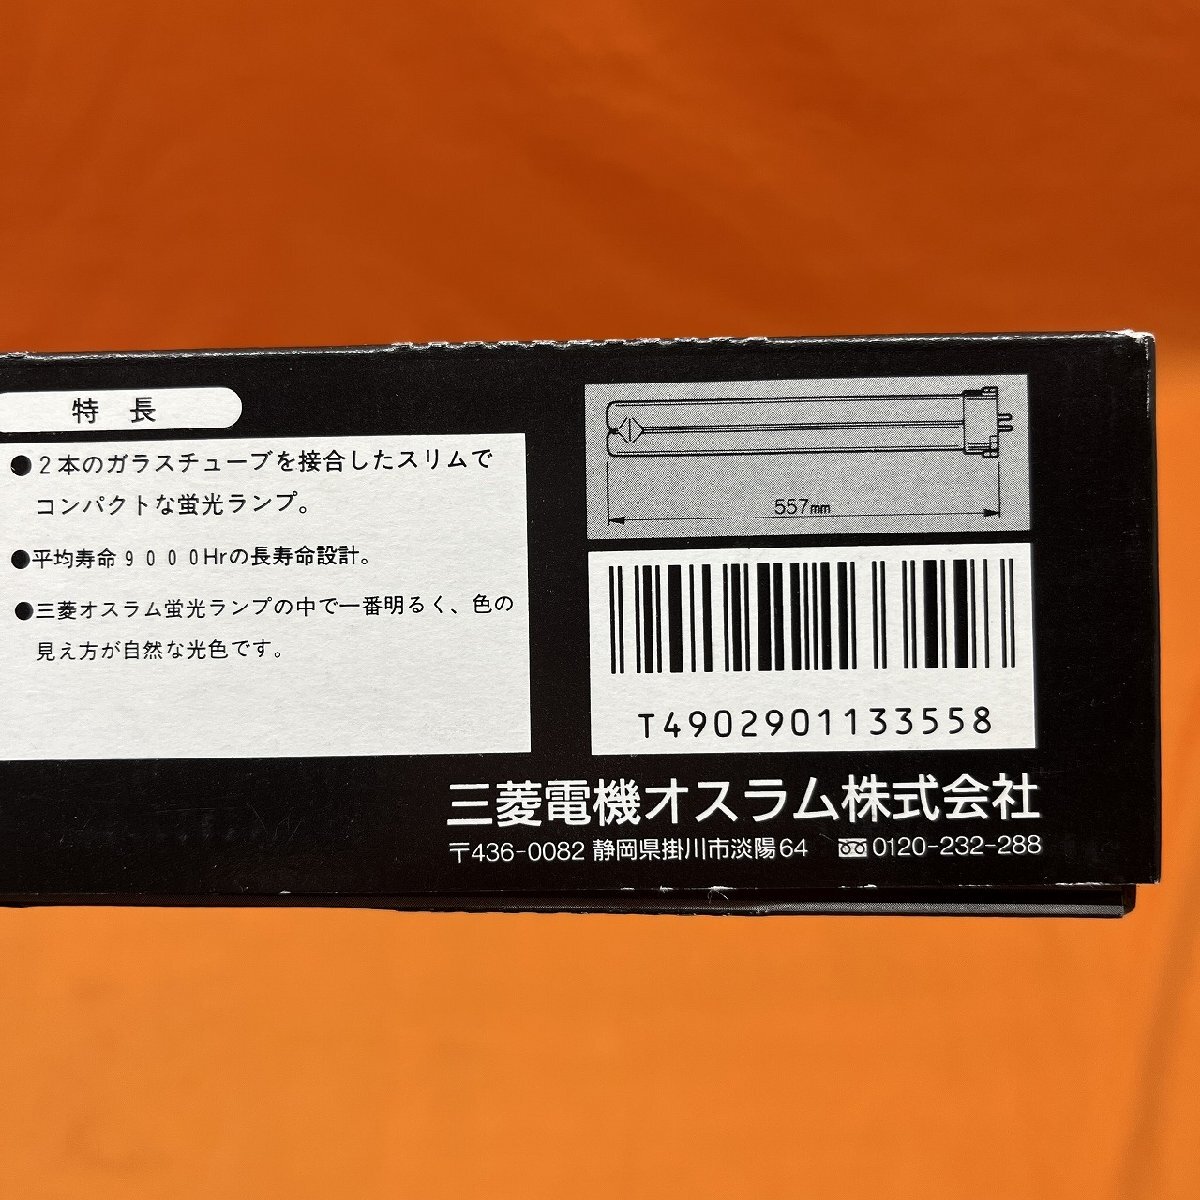 特長
●2本のガラスチューブを接合したスリムで
コンパクトな蛍光ランプ。
●平均寿命9000Hrの長寿命設計。
●三菱オスラム蛍光ランプの中で一番明るく、色の
見え方が自然な光色です。
557mm
T4902901133558
三菱電機オスラム株式会社
〒436-0082 静岡県掛川市淡陽64 0120-232-288